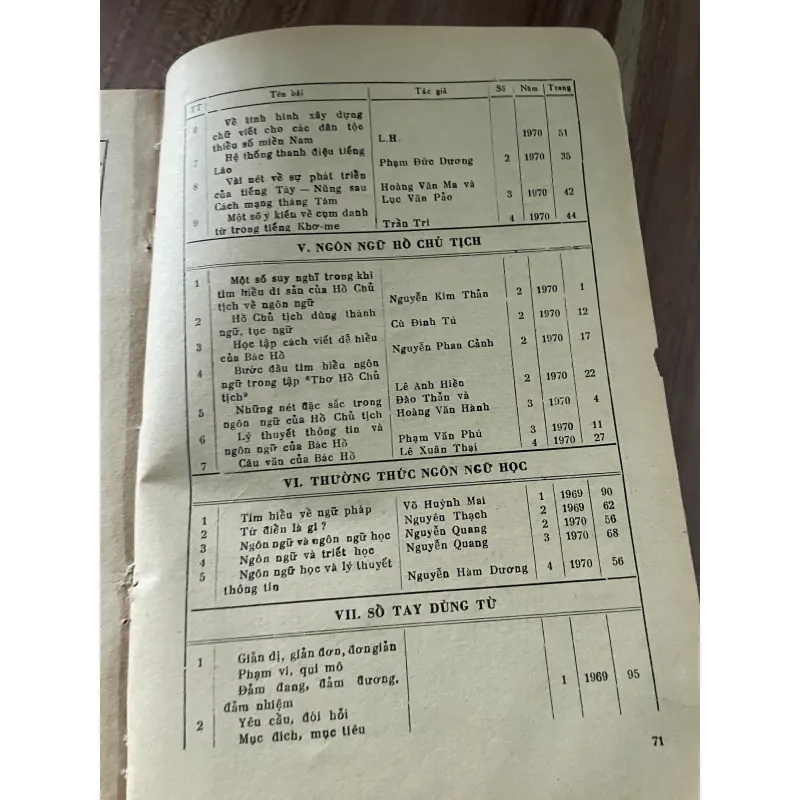 TT Tên bài Tác giả Số Năm Trang
6 Về tình hình xây dựng
chữ viết cho các dân tộc
thiểu số miền Nam L.H. 1970 51
7 Hệ thống thanh điệu tiếng
Lào Phạm Đức Dương 2 1970 35
8 Vài nét về sự phát triển
của tiếng Tày — Nùng sau Hoàng Văn Ma và
Cách mạng tháng Tám Lục Văn Pảo 3 1970 42
9 Một số ý kiến về cụm danh
từ trong tiếng Khơ-me Trần Trí 4 1970 44
V. NGÔN NGỮ HỒ CHỦ TỊCH
1 Một số suy nghĩ trong khi
tìm hiểu di sản của Hồ Chủ
tịch về ngôn ngữ Nguyễn Kim Thản 2 1970 1
2 Hồ Chủ tịch dùng thành
ngữ, tục ngữ Cù Đình Tú 2 1970 12
3 Học tập cách viết dễ hiểu
của Bác Hồ Nguyễn Phan Cảnh 2 1970 17
4 Bước đầu tìm hiểu ngôn
ngữ trong tập "Thơ Hồ Chủ
tịch" Lê Anh Hiền 2 1970 22
5 Những nét đặc sắc trong Đào Thản và
ngôn ngữ của Hồ Chủ tịch Hoàng Văn Hành 3 1970 4
6 Lý thuyết thông tin và
ngôn ngữ của Bác Hồ Phạm Văn Phú 3 1970 11
7 Câu văn của Bác Hồ Lê Xuân Thại 4 1970 27
VI. THƯỜNG THỨC NGÔN NGỮ HỌC
1 Tìm hiểu về ngữ pháp Võ Huỳnh Mai 1 1969 90
2 Từ điển là gì? Nguyễn Thạch 2 1969 62
3 Ngôn ngữ và ngôn ngữ học Nguyễn Quang 2 1970 56
4 Ngôn ngữ và triết học Nguyễn Quang 3 1970 68
5 Ngôn ngữ học và lý thuyết
thông tin Nguyễn Hàm Dương 4 1970 56
VII. SỔ TAY DÙNG TỪ
1 Giản dị, giản đơn, đơn giản
Phạm vi, qui mô
Đảm đang, đảm đương, 1 1969 95
đảm nhiệm
2 Yêu cầu, đòi hỏi
Mục đích, mục tiêu
71